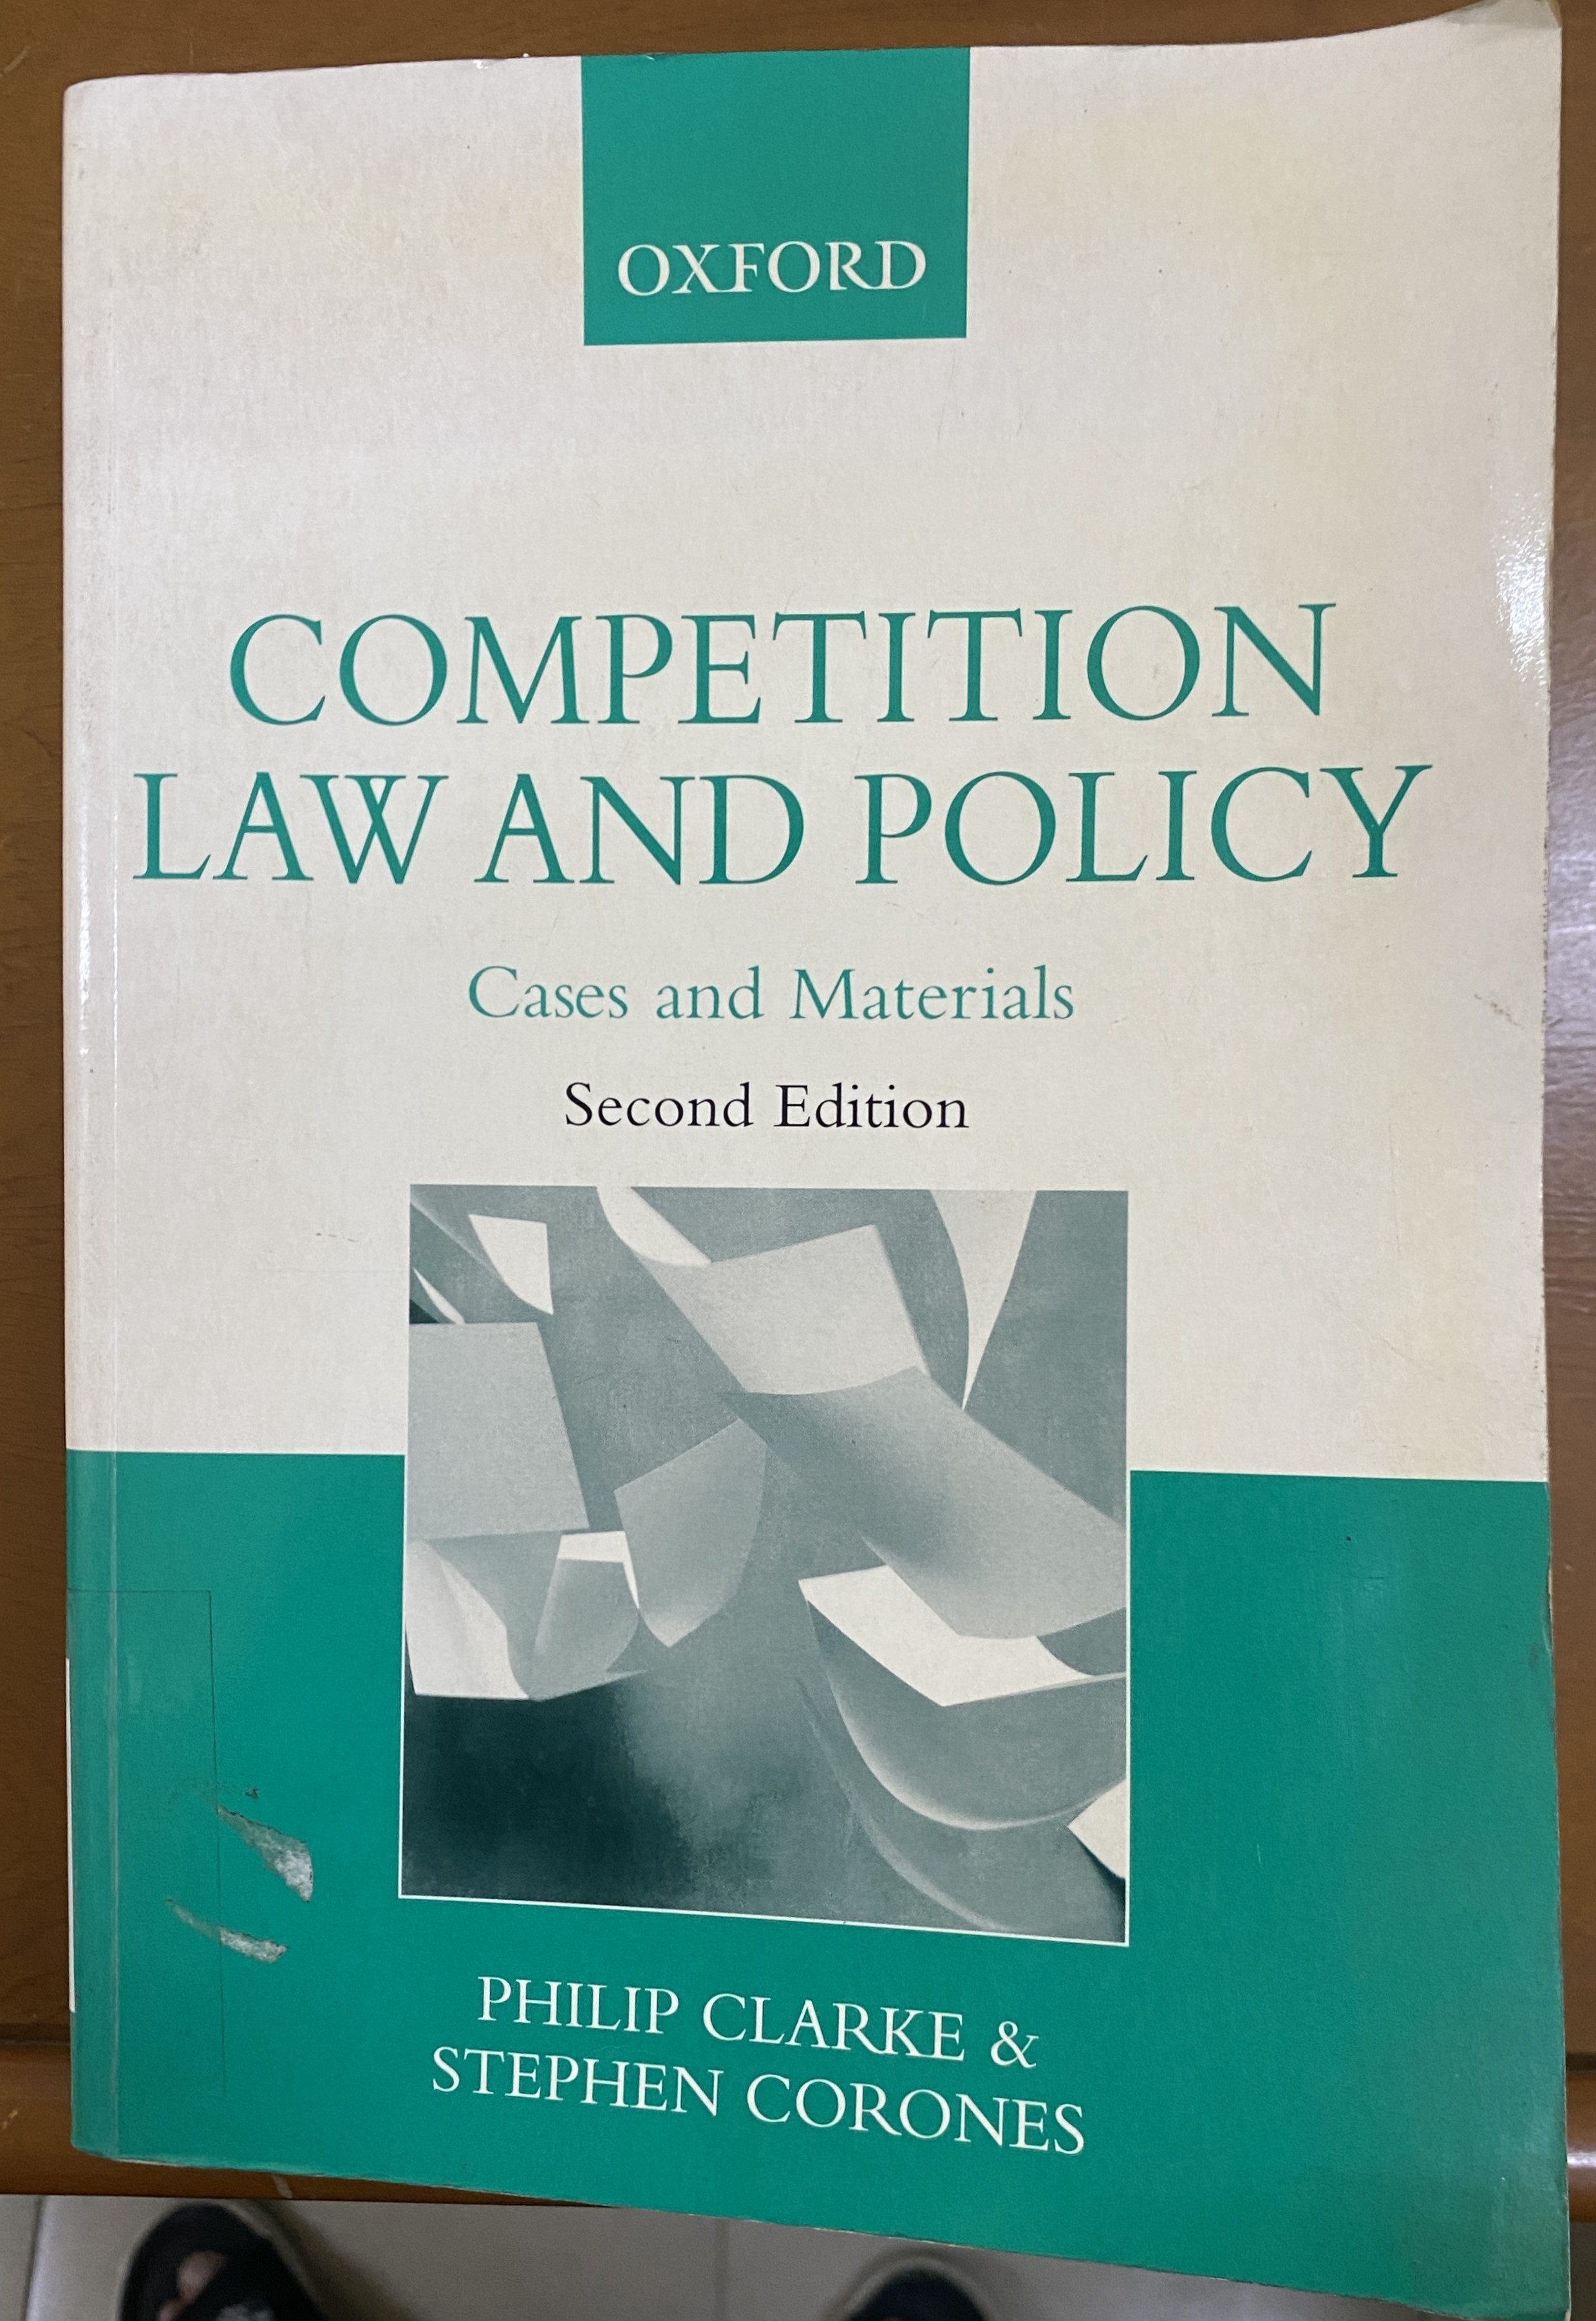 OXFORD
COMPETITION
LAW AND POLICY
Cases and Materials
Second Edition
PHILIP CLARKE &
STEPHEN CORONES